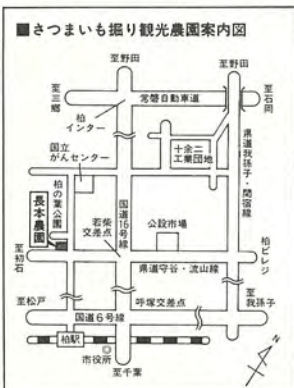 ■さつまいも掘り観光農園案内図
至野田
至野田
至三郷
常磐自動車道
至石岡
柏インター
国立がんセンター
十余二工業団地
県道我孫子・関宿線
柏の葉公園
長本農園
若柴交差点
国道16号線
公設市場
至初石
県道守谷・流山線
柏ビレジ
至松戸
呼塚交差点
至我孫子
国道6号線
柏駅
市役所
至千葉
N